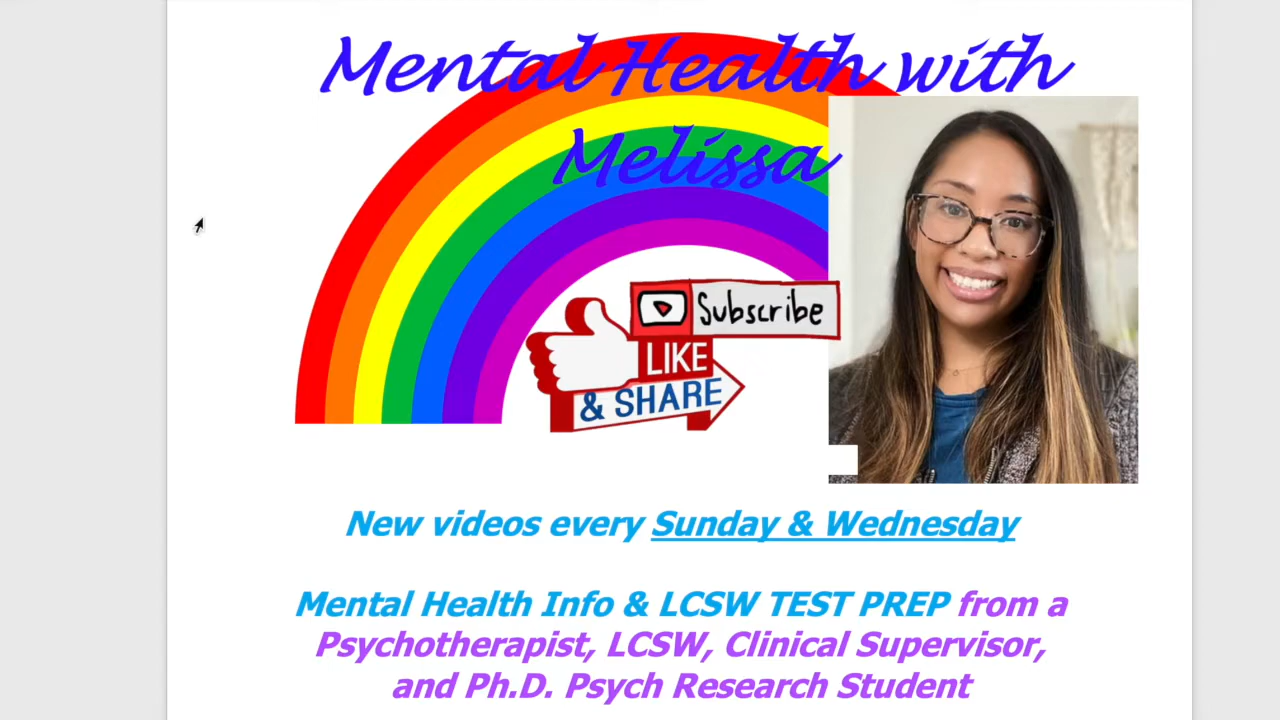 Mental Health with
Melissa
Subscribe
LIKE
& SHARE
New videos every Sunday & Wednesday
Mental Health Info & LCSW TEST PREP from a
Psychotherapist, LCSW, Clinical Supervisor,
and Ph.D. Psych Research Student